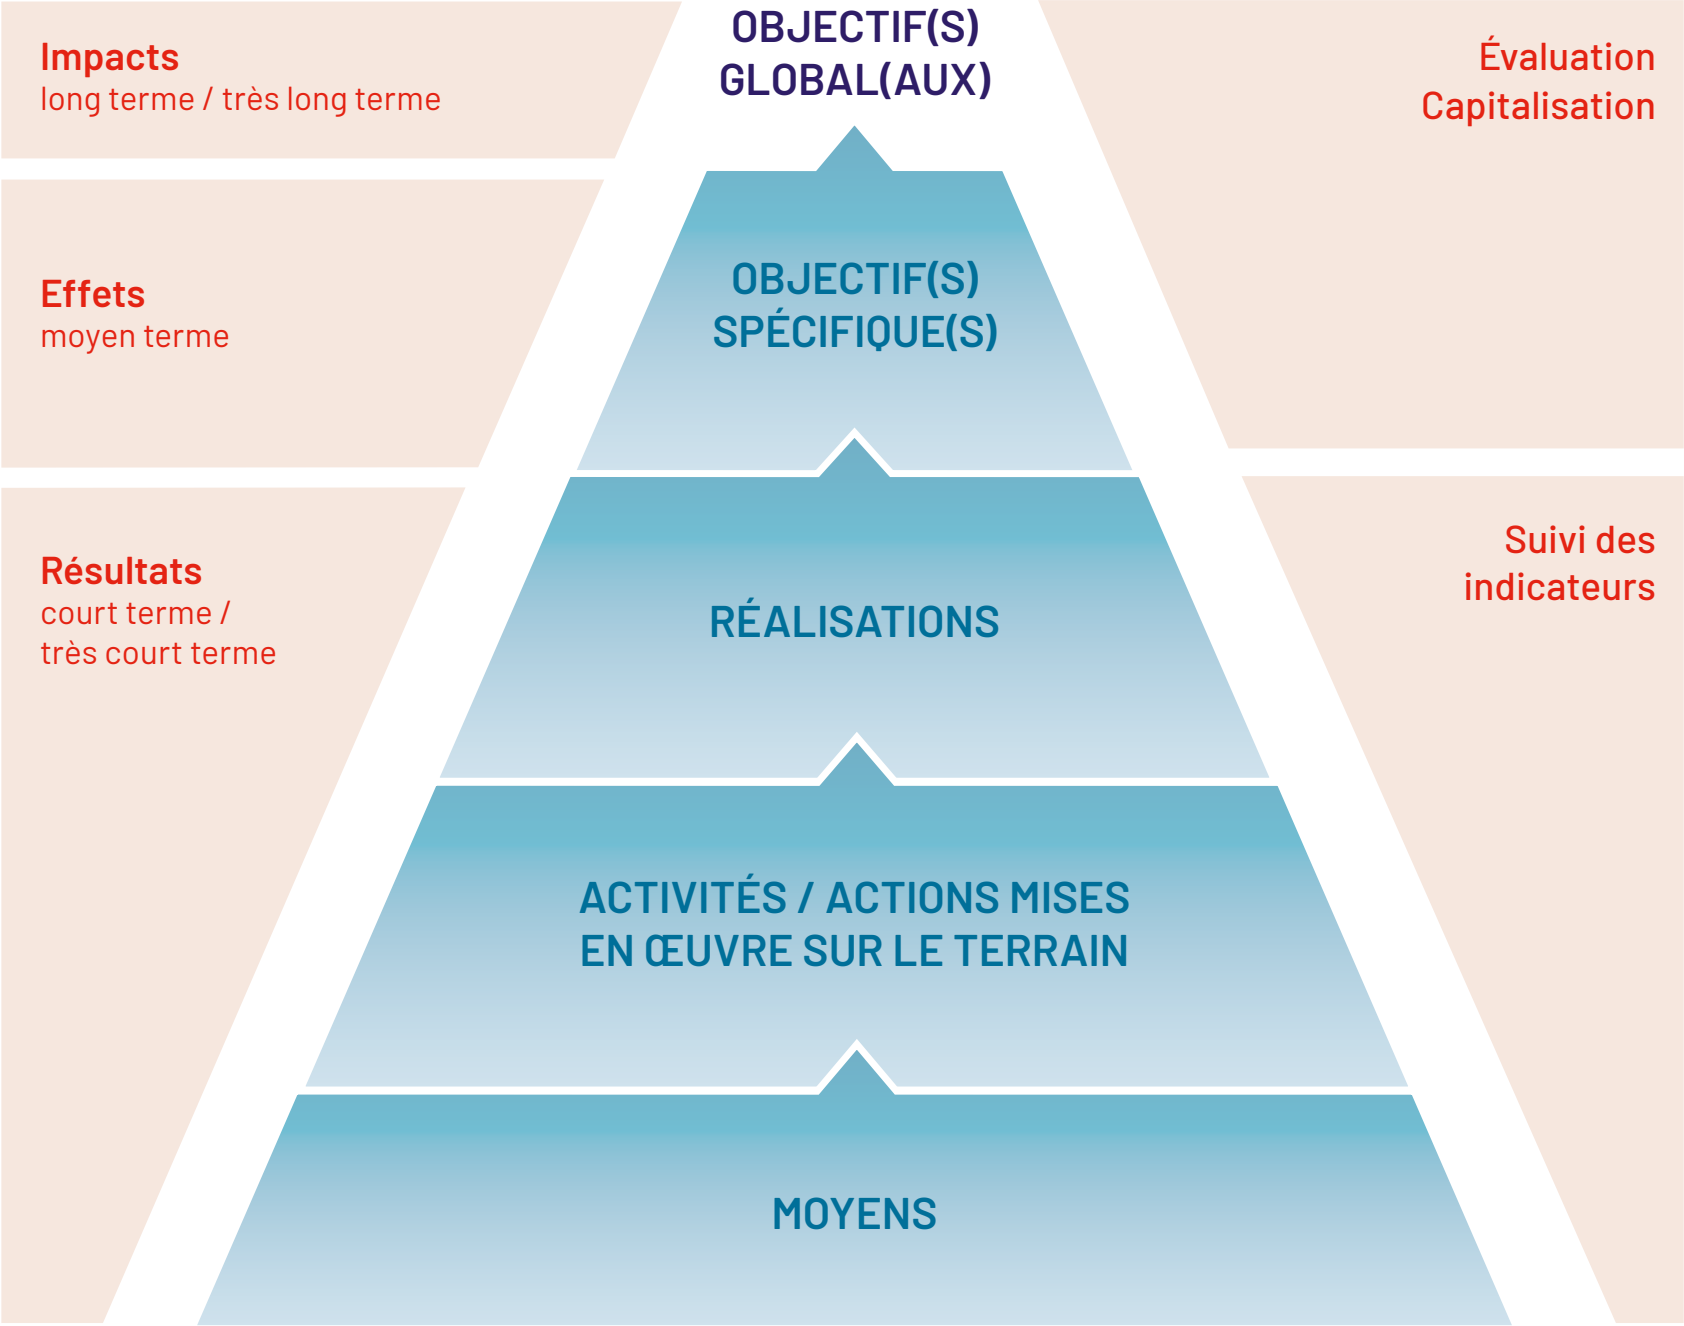 Impacts
long terme / très long terme
OBJECTIF(S)
GLOBAL(AUX)
Évaluation
Capitalisation
Effets
moyen terme
OBJECTIF(S)
SPÉCIFIQUE(S)
Résultats
court terme /
très court terme
RÉALISATIONS
Suivi des
indicateurs
ACTIVITÉS / ACTIONS MISES
EN ŒUVRE SUR LE TERRAIN
MOYENS